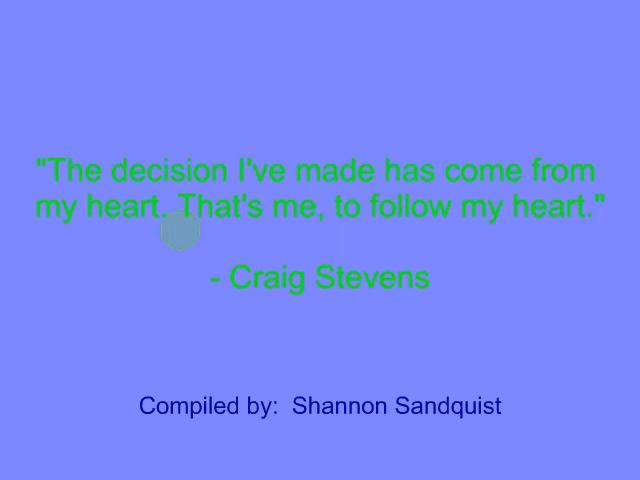 "The decision I've made has come from
my heart. That's me, to follow my heart."
- Craig Stevens
Compiled by:  Shannon Sandquist